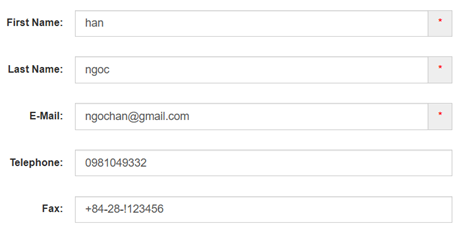 First Name: han *
Last Name: ngoc *
E-Mail: ngochan@gmail.com *
Telephone: 0981049332
Fax: +84-28-!123456